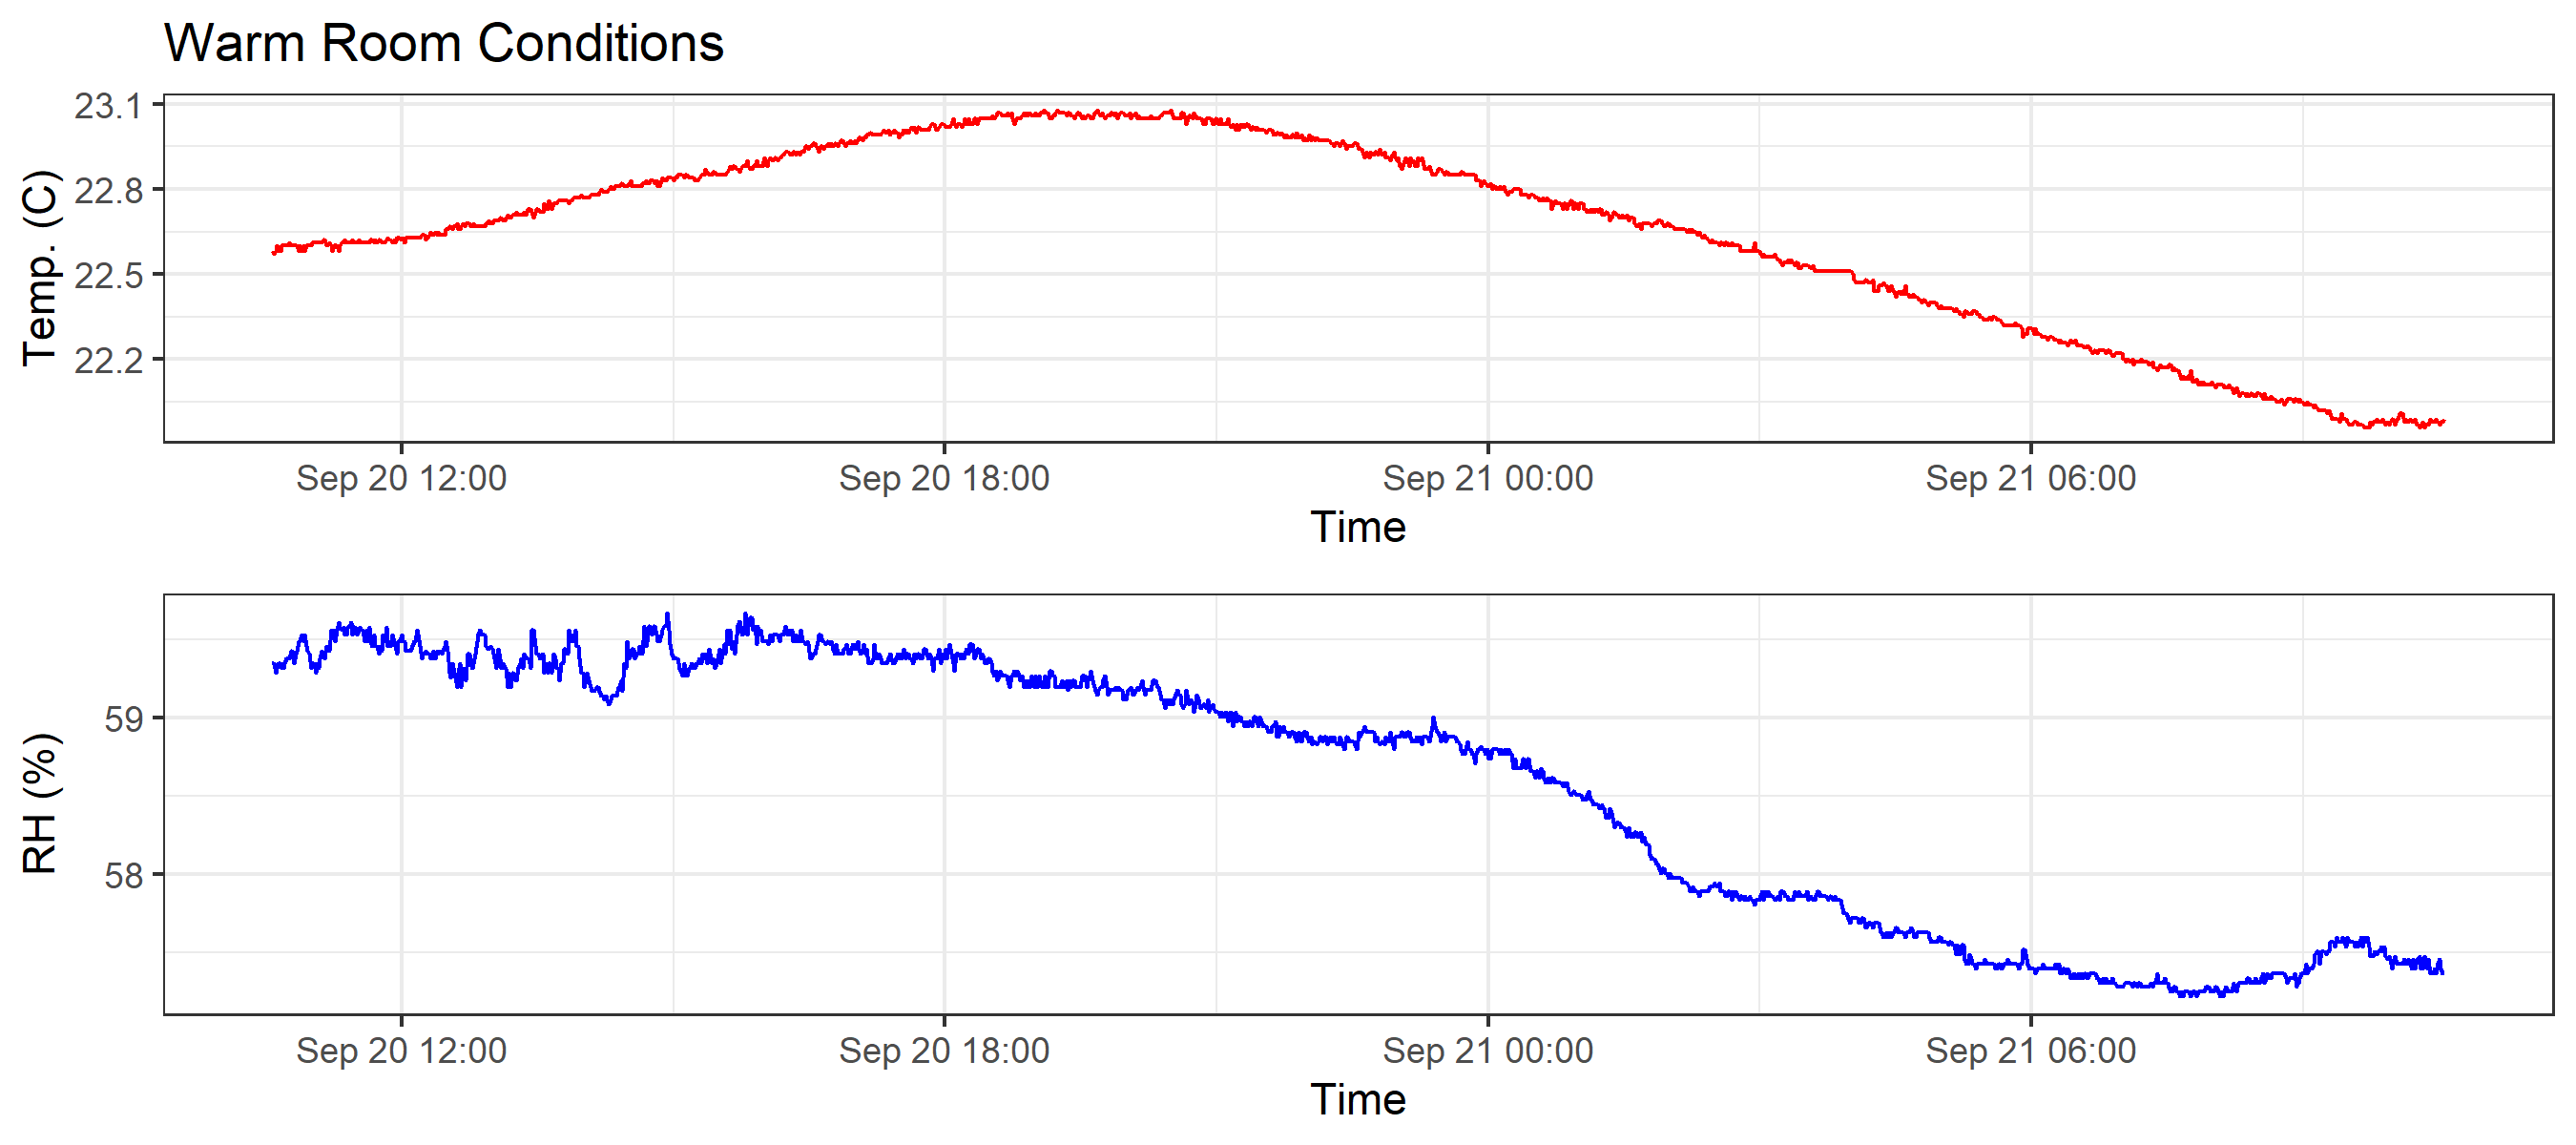 Warm Room Conditions
Temp. (C)
23.1
22.8
22.5
22.2
Sep 20 12:00 Sep 20 18:00 Sep 21 00:00 Sep 21 06:00
Time
RH (%)
59
58
Sep 20 12:00 Sep 20 18:00 Sep 21 00:00 Sep 21 06:00
Time